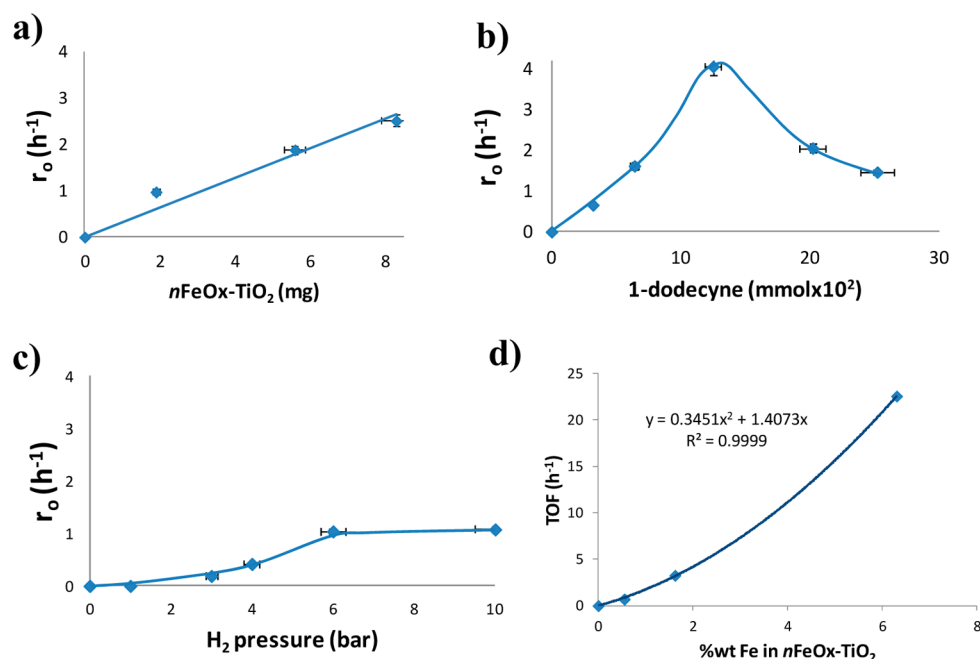 a)
4
3
2
1
0
r₀ (h⁻¹)
0 2 4 6 8
nFeOx-TiO₂ (mg)
b)
4
3
2
1
0
r₀ (h⁻¹)
0 10 20 30
1-dodecyne (mmolx10²)
c)
4
3
2
1
0
r₀ (h⁻¹)
0 2 4 6 8 10
H₂ pressure (bar)
d)
25
20
15
10
5
0
TOF (h⁻¹)
y = 0.3451x² + 1.4073x
R² = 0.9999
0 2 4 6 8
%wt Fe in nFeOx-TiO₂